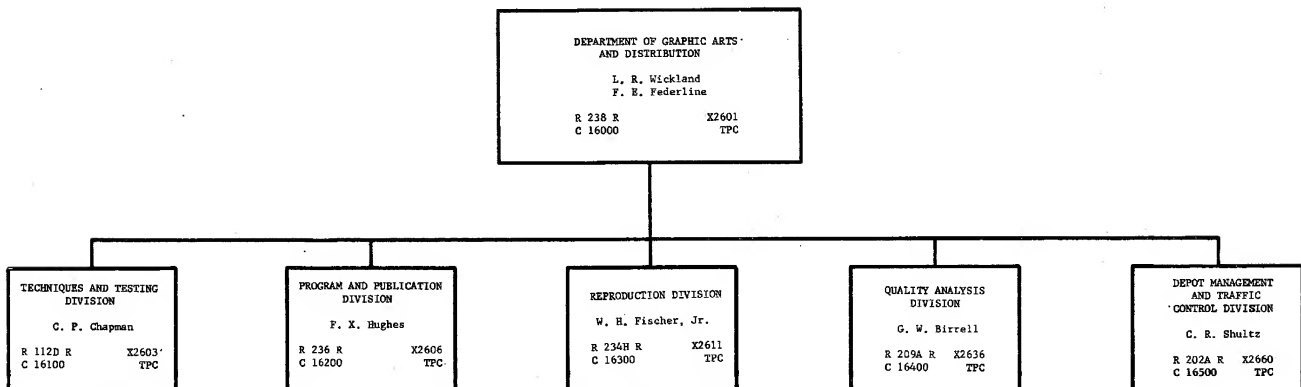 DEPARTMENT OF GRAPHIC ARTS
AND DISTRIBUTION
L. R. Wickland
F. E. Federline
R 238 R X2601
C 16000 TPC
TECHNIQUES AND TESTING
DIVISION
C. P. Chapman
R 112D R X2603
C 16100 TPC
PROGRAM AND PUBLICATION
DIVISION
F. X. Hughes
R 236 R X2606
C 16200 TPC
REPRODUCTION DIVISION
W. H. Fischer, Jr.
R 234H R X2611
C 16300 TPC
QUALITY ANALYSIS
DIVISION
G. W. Birrell
R 209A R X2636
C 16400 TPC
DEPOT MANAGEMENT
AND TRAFFIC
CONTROL DIVISION
C. R. Shultz
R 202A R X2660
C 16500 TPC